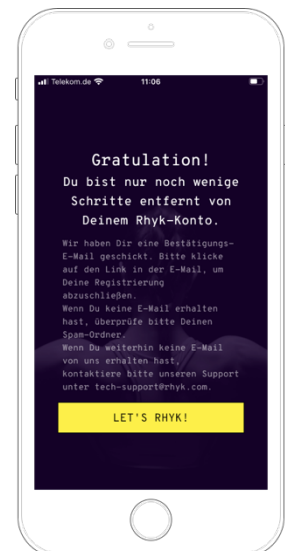 Telekom.de 11:06
Gratulation!
Du bist nur noch wenige
Schritte entfernt von
Deinem Rhyk-Konto.
Wir haben Dir eine Bestätigungs-
E-Mail geschickt. Bitte klicke
auf den Link in der E-Mail, um
Deine Registrierung
abzuschließen.
Wenn Du keine E-Mail erhalten
hast, überprüfe bitte Deinen
Spam-Ordner.
Wenn Du weiterhin keine E-Mail
von uns erhalten hast,
kontaktiere bitte unseren Support
unter tech-support@rhyk.com.
LET'S RHYK!